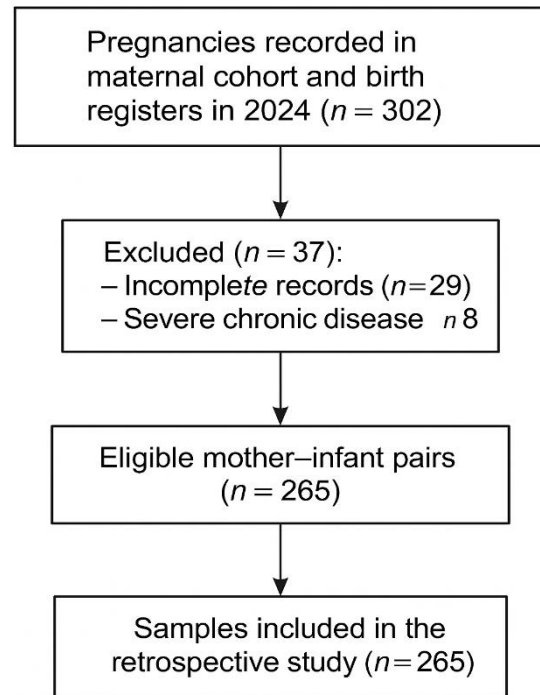 Pregnancies recorded in
maternal cohort and birth
registers in 2024 (n = 302)
Excluded (n = 37):
– Incomplete records (n=29)
– Severe chronic disease n 8
Eligible mother–infant pairs
(n = 265)
Samples included in the
retrospective study (n=265)